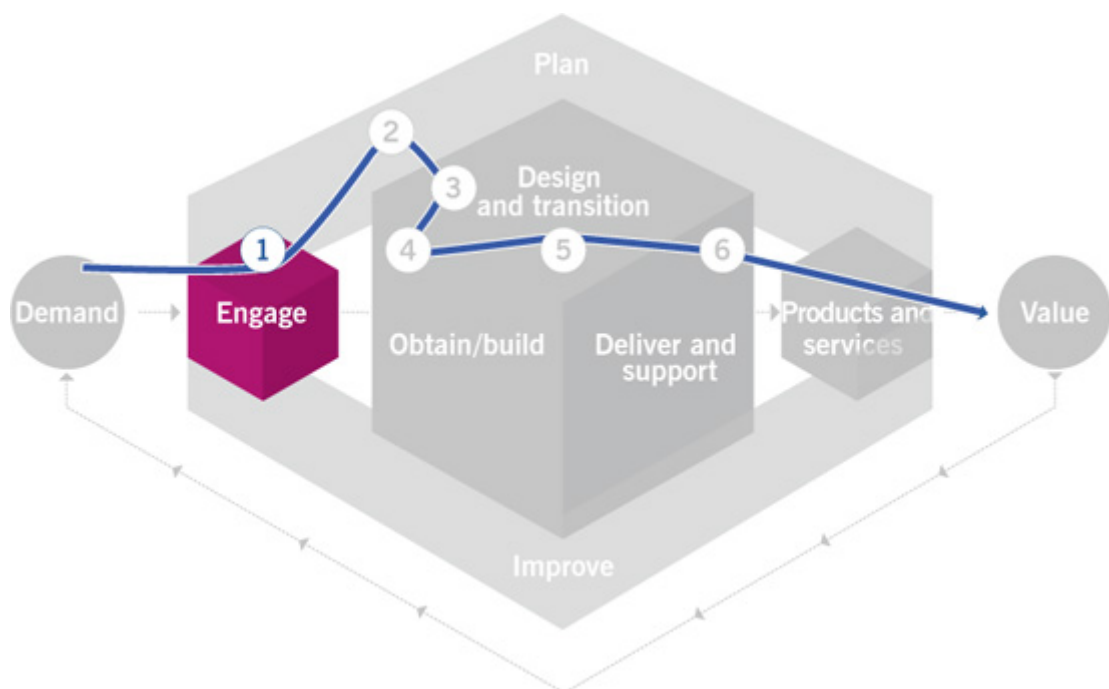 Plan
2
3
Design
and transition
1
4
5
6
Demand
Engage
Obtain/build
Deliver and
support
Products and
services
Value
Improve